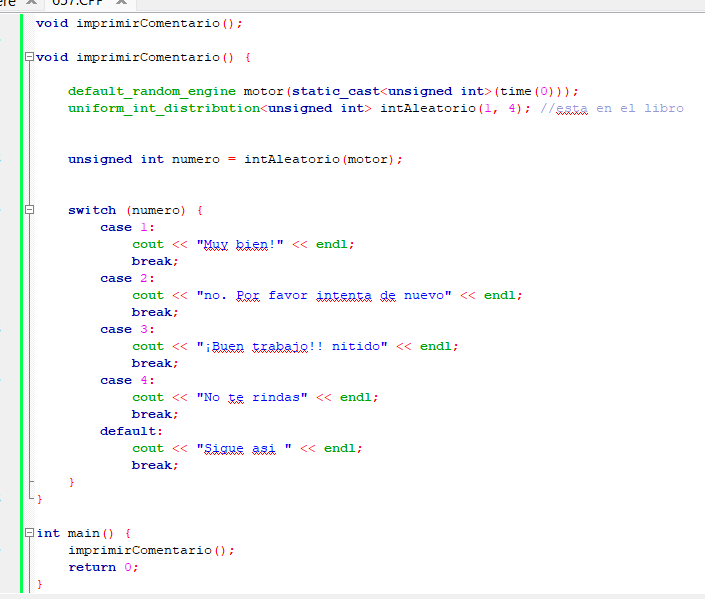 657.CPP
void imprimirComentario();
void imprimirComentario() {
default_random_engine motor(static_cast<unsigned int>(time(0)));
uniform_int_distribution<unsigned int> intAleatorio(1, 4); //esta en el libro
unsigned int numero = intAleatorio(motor);
switch (numero) {
case 1:
cout << "Muy bien!" << endl;
break;
case 2:
cout << "no. Por favor intenta de nuevo" << endl;
break;
case 3:
cout << "¡Buen trabajo!! nitido" << endl;
break;
case 4:
cout << "No te rindas" << endl;
break;
default:
cout << "Sigue asi " << endl;
break;
}
}
int main() {
imprimirComentario();
return 0;
}